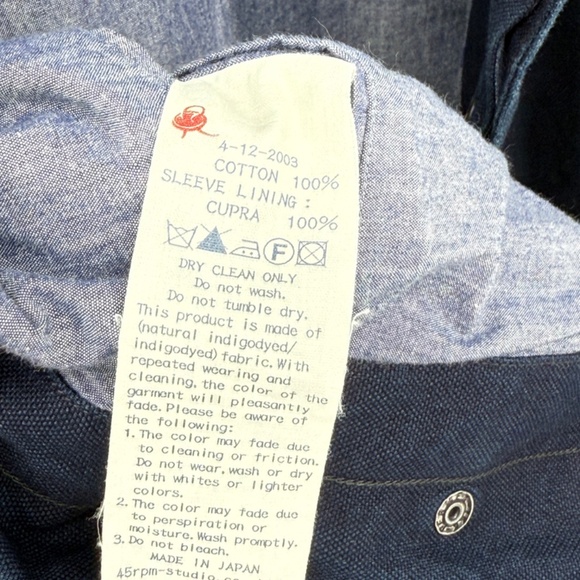 4-12-2003
COTTON 100%
SLEEVE LINING :
CUPRA 100%
F
DRY CLEAN ONLY
Do not wash.
Do not tumble dry.
This product is made of
(natural indigodyed/
indigodyed) fabric. With
repeated wearing and
cleaning, the color of the
garment will pleasantly
fade. Please be aware of
the following:
1. The color may fade due
to cleaning or friction.
Do not wear, wash or dry
with whites or lighter
colors.
2. The color may fade due
to perspiration or
moisture. Wash promptly.
3. Do not bleach.
MADE IN JAPAN
45rpm-studio